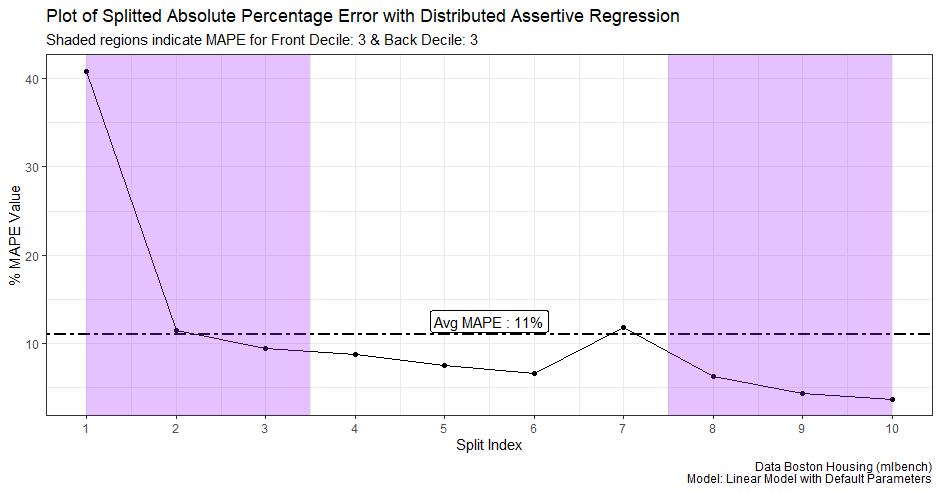 Plot of Splitted Absolute Percentage Error with Distributed Assertive Regression
Shaded regions indicate MAPE for Front Decile: 3 & Back Decile: 3
% MAPE Value
40
30
20
10
Avg MAPE : 11%
1 2 3 4 5 6 7 8 9 10
Split Index
Data Boston Housing (mlbench)
Model: Linear Model with Default Parameters